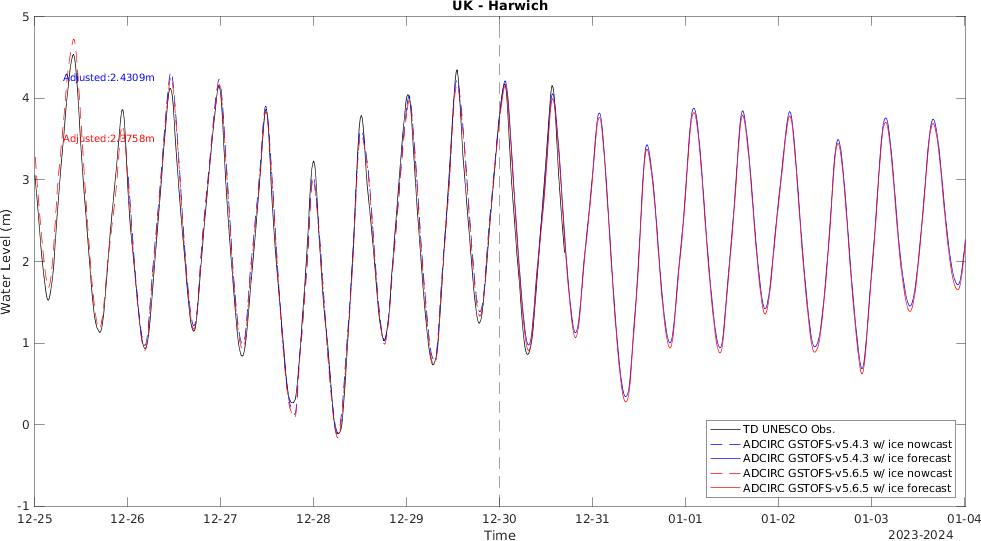 UK - Harwich
5
4
3
2
1
0
-1
Water Level (m)
Adjusted:2.4309m
Adjusted:2.3758m
TD UNESCO Obs.
ADCIRC GSTOFS-v5.4.3 w/ ice nowcast
ADCIRC GSTOFS-v5.4.3 w/ ice forecast
ADCIRC GSTOFS-v5.6.5 w/ ice nowcast
ADCIRC GSTOFS-v5.6.5 w/ ice forecast
12-25 12-26 12-27 12-28 12-29 12-30 12-31 01-01 01-02 01-03 01-04
Time
2023-2024